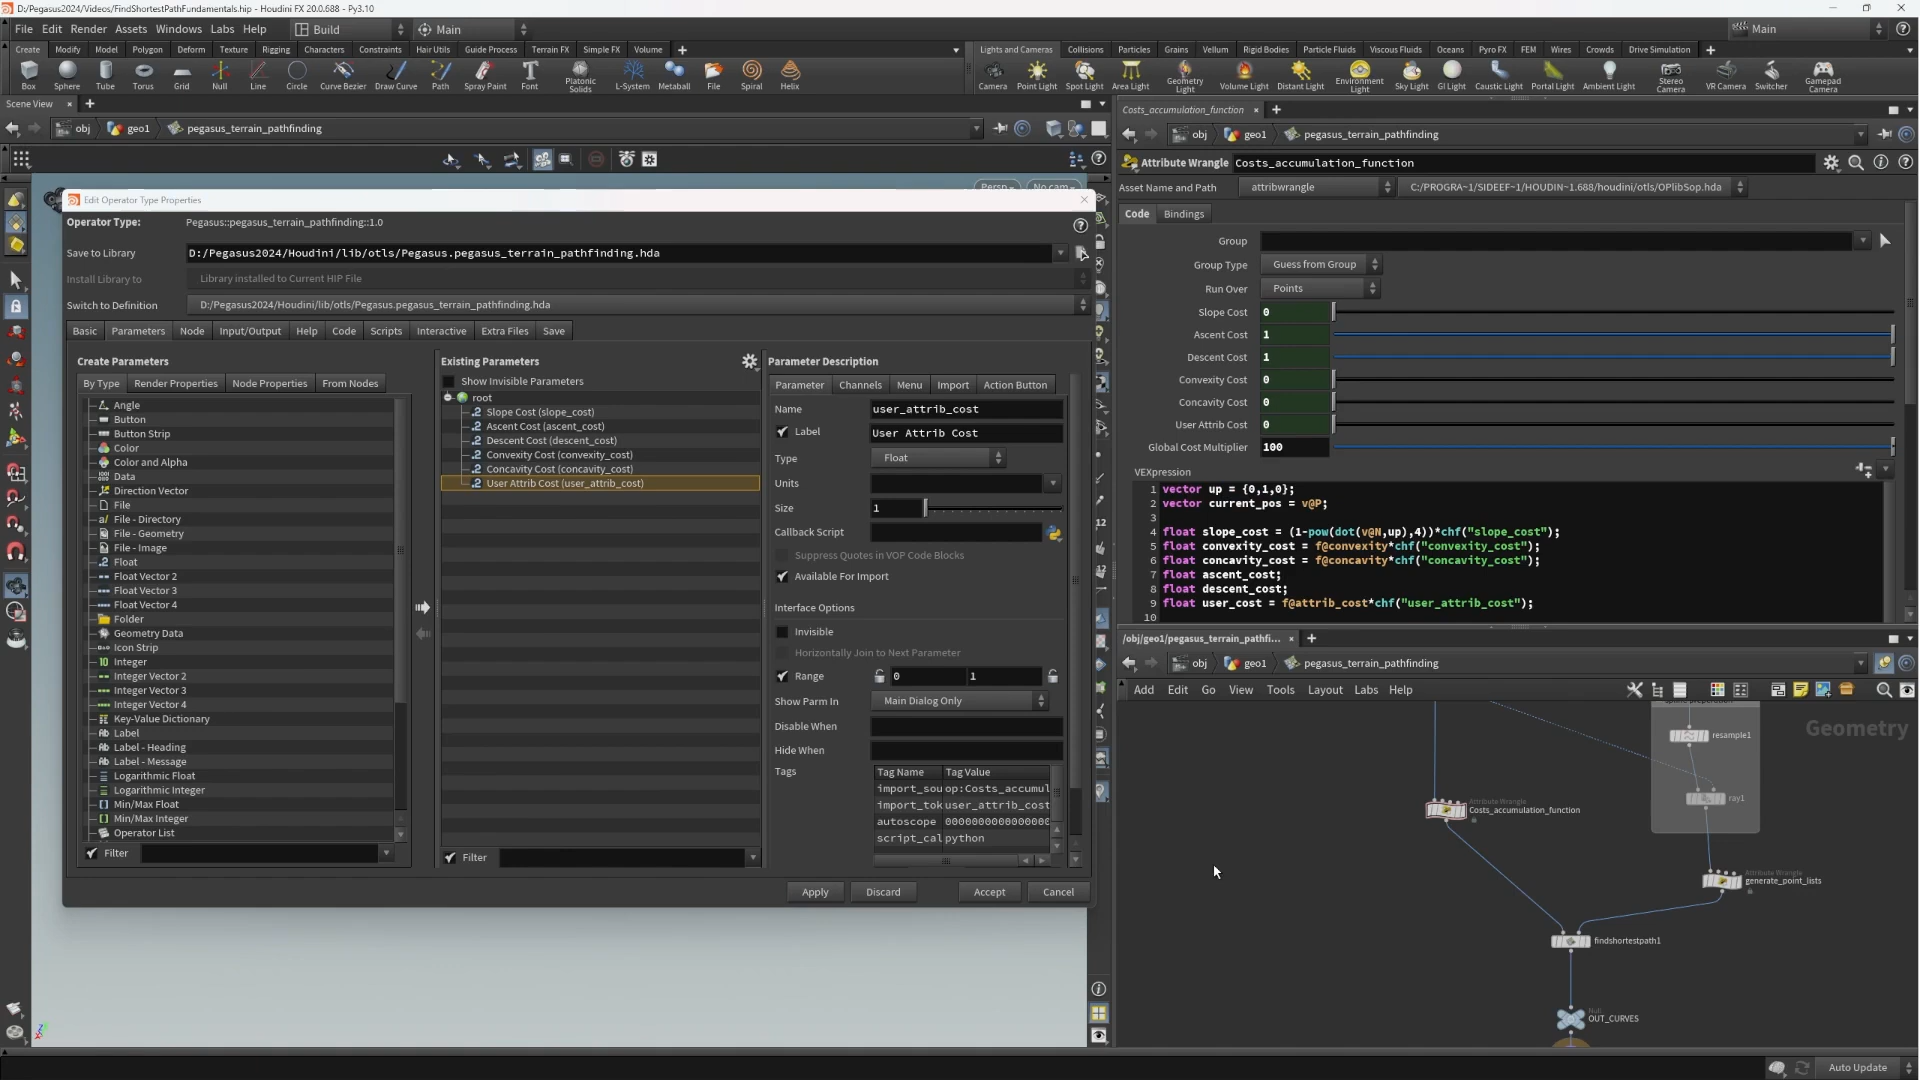 D:/Pegasus2024/Videos/FindShortestPathFundamentals.hip - Houdini FX 20.0.688 - Py3.10
File Edit Render Assets Windows Labs Help Build Main Main
Create Modify Model Polygon Deform Texture Rigging Characters Constraints Hair Utils Guide Process Terrain FX Simple FX Volume
Lights and Cameras Collisions Particles Grains Vellum Rigid Bodies Particle Fluids Viscous Fluids Oceans Pyro FX FEM Wires Crowds Drive Simulation
Box Sphere Tube Torus Grid Null Line Circle Curve Bezier Draw Curve Path Spray Paint Font Platonic Solids L-System Metaball File Spiral Helix
Camera Point Light Spot Light Area Light Geometry Light Volume Light Distant Light Environment Light Sky Light GI Light Caustic Light Portal Light Ambient Light Stereo Camera VR Camera Switcher Gamepad Camera
Scene View
obj geo1 pegasus_terrain_pathfinding
Persp No cam
Edit Operator Type Properties
Operator Type: Pegasus::pegasus_terrain_pathfinding::1.0
Save to Library D:/Pegasus2024/Houdini/lib/otls/Pegasus.pegasus_terrain_pathfinding.hda
Install Library to Library installed to Current HIP File
Switch to Definition D:/Pegasus2024/Houdini/lib/otls/Pegasus.pegasus_terrain_pathfinding.hda
Basic Parameters Node Input/Output Help Code Scripts Interactive Extra Files Save
Create Parameters
By Type Render Properties Node Properties From Nodes
Angle
Button
Button Strip
Color
Color and Alpha
Data
Direction Vector
File
File - Directory
File - Geometry
File - Image
Float
Float Vector 2
Float Vector 3
Float Vector 4
Folder
Geometry Data
Icon Strip
Integer
Integer Vector 2
Integer Vector 3
Integer Vector 4
Key-Value Dictionary
Label
Label - Heading
Label - Message
Logarithmic Float
Logarithmic Integer
Min/Max Float
Min/Max Integer
Operator List
Filter
Existing Parameters
Show Invisible Parameters
root
Slope Cost (slope_cost)
Ascent Cost (ascent_cost)
Descent Cost (descent_cost)
Convexity Cost (convexity_cost)
Concavity Cost (concavity_cost)
User Attrib Cost (user_attrib_cost)
Filter
Parameter Description
Parameter Channels Menu Import Action Button
Name user_attrib_cost
Label User Attrib Cost
Type Float
Units
Size 1
Callback Script
Suppress Quotes in VOP Code Blocks
Available For Import
Interface Options
Invisible
Horizontally Join to Next Parameter
Range 0 1
Show Parm In Main Dialog Only
Disable When
Hide When
Tags Tag Name Tag Value
import_sou op:Costs_accumul
import_tok user_attrib_cost
autoscope 0000000000000000
script_cal python
Apply Discard Accept Cancel
Costs_accumulation_function
obj geo1 pegasus_terrain_pathfinding
Attribute Wrangle Costs_accumulation_function
Asset Name and Path attribwrangle C:/PROGRA~1/SIDEEF~1/HOUDIN~1.688/houdini/otls/OPlibSop.hda
Code Bindings
Group
Group Type Guess from Group
Run Over Points
Slope Cost 0
Ascent Cost 1
Descent Cost 1
Convexity Cost 0
Concavity Cost 0
User Attrib Cost 0
Global Cost Multiplier 100
VEXpression
1 vector up = {0,1,0};
2 vector current_pos = v@P;
3
4 float slope_cost = (1-pow(dot(v@N,up),4))*chf("slope_cost");
5 float convexity_cost = f@convexity*chf("convexity_cost");
6 float concavity_cost = f@concavity*chf("concavity_cost");
7 float ascent_cost;
8 float descent_cost;
9 float user_cost = f@attrib_cost*chf("user_attrib_cost");
10
/obj/geo1/pegasus_terrain_pathfi...
obj geo1 pegasus_terrain_pathfinding
Add Edit Go View Tools Layout Labs Help
Geometry
resample1
ray1
Attribute Wrangle
Costs_accumulation_function
Attribute Wrangle
generate_point_lists
findshortestpath1
Null
OUT_CURVES
Auto Update